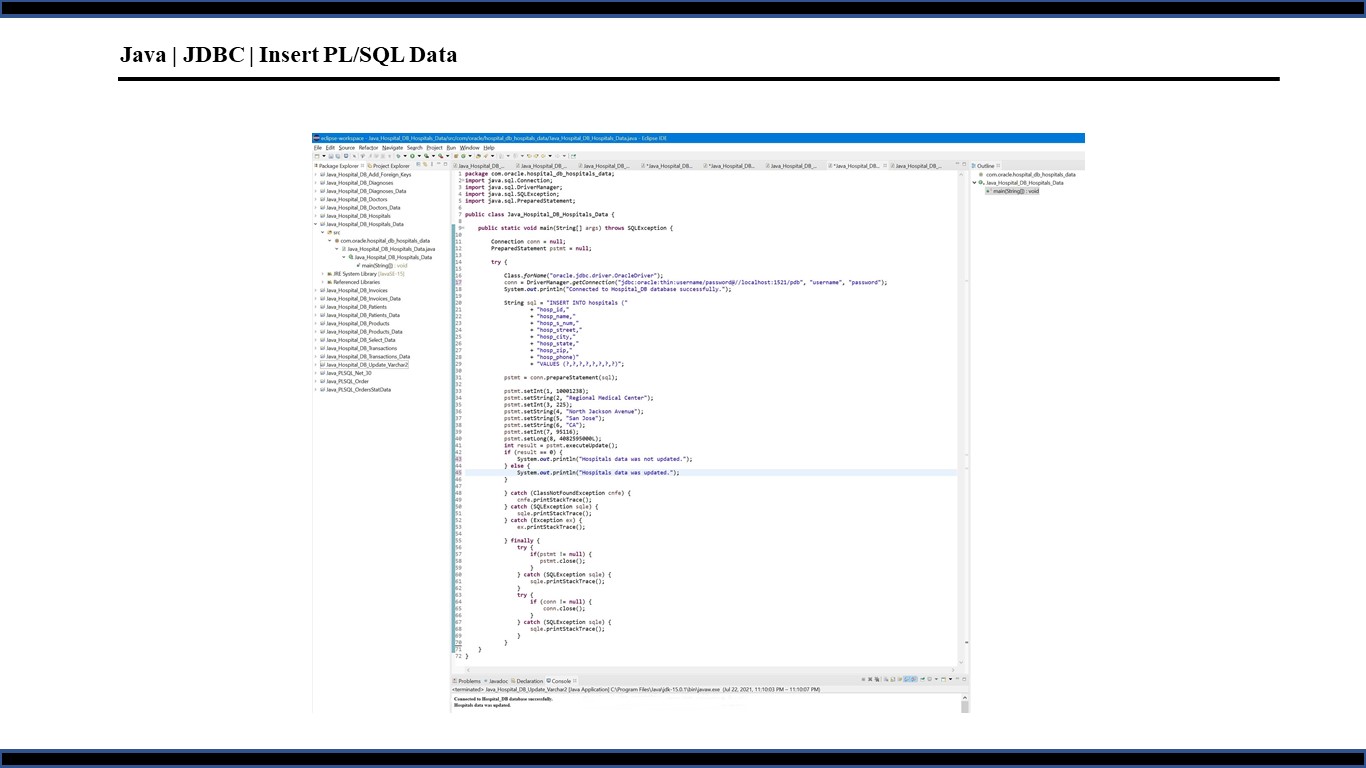 Java | JDBC | Insert PL/SQL Data
eclipse-workspace - Java_Hospital_DB_Hospitals_Data/src/com/oracle/hospital_db_hospitals_data/Java_Hospital_DB_Hospitals_Data.java - Eclipse IDE
File Edit Source Refactor Navigate Search Project Run Window Help
Package Explorer Project Explorer
Java_Hospital_DB_Add_Foreign_Keys
Java_Hospital_DB_Diagnoses
Java_Hospital_DB_Diagnoses_Data
Java_Hospital_DB_Doctors
Java_Hospital_DB_Doctors_Data
Java_Hospital_DB_Hospitals
Java_Hospital_DB_Hospitals_Data
src
com.oracle.hospital_db_hospitals_data
Java_Hospital_DB_Hospitals_Data.java
Java_Hospital_DB_Hospitals_Data
main(String[]) : void
JRE System Library [JavaSE-15]
Referenced Libraries
Java_Hospital_DB_Invoices
Java_Hospital_DB_Invoices_Data
Java_Hospital_DB_Patients
Java_Hospital_DB_Patients_Data
Java_Hospital_DB_Products
Java_Hospital_DB_Products_Data
Java_Hospital_DB_Select_Data
Java_Hospital_DB_Transactions
Java_Hospital_DB_Transactions_Data
Java_Hospital_DB_Update_Varchar2
Java_PLSQL_Net_30
Java_PLSQL_Order
Java_PLSQL_OrdersStatData
Java_Hospital_DB_... Java_Hospital_DB_... Java_Hospital_DB_... *Java_Hospital_DB... *Java_Hospital_DB... Java_Hospital_DB_... *Java_Hospital_DB... Java_Hospital_DB_...
1 package com.oracle.hospital_db_hospitals_data;
2 import java.sql.Connection;
3 import java.sql.DriverManager;
4 import java.sql.SQLException;
5 import java.sql.PreparedStatement;
6
7 public class Java_Hospital_DB_Hospitals_Data {
8
9 public static void main(String[] args) throws SQLException {
10
11 Connection conn = null;
12 PreparedStatement pstmt = null;
13
14 try {
15
16 Class.forName("oracle.jdbc.driver.OracleDriver");
17 conn = DriverManager.getConnection("jdbc:oracle:thin:username/password@//localhost:1521/pdb", "username", "password");
18 System.out.println("Connected to Hospital_DB database successfully.");
19
20 String sql = "INSERT INTO hospitals ("
21 + "hosp_id,"
22 + "hosp_name,"
23 + "hosp_s_num,"
24 + "hosp_street,"
25 + "hosp_city,"
26 + "hosp_state,"
27 + "hosp_zip,"
28 + "hosp_phone)"
29 + "VALUES (?,?,?,?,?,?,?,?)";
30
31 pstmt = conn.prepareStatement(sql);
32
33 pstmt.setInt(1, 10001238);
34 pstmt.setString(2, "Regional Medical Center");
35 pstmt.setInt(3, 225);
36 pstmt.setString(4, "North Jackson Avenue");
37 pstmt.setString(5, "San Jose");
38 pstmt.setString(6, "CA");
39 pstmt.setInt(7, 95116);
40 pstmt.setLong(8, 4082595000L);
41 int result = pstmt.executeUpdate();
42 if (result == 0) {
43 System.out.println("Hospitals data was not updated.");
44 } else {
45 System.out.println("Hospitals data was updated.");
46 }
47
48 } catch (ClassNotFoundException cnfe) {
49 cnfe.printStackTrace();
50 } catch (SQLException sqle) {
51 sqle.printStackTrace();
52 } catch (Exception ex) {
53 ex.printStackTrace();
54
55 } finally {
56 try {
57 if(pstmt != null) {
58 pstmt.close();
59 }
60 } catch (SQLException sqle) {
61 sqle.printStackTrace();
62 }
63 try {
64 if (conn != null) {
65 conn.close();
66 }
67 } catch (SQLException sqle) {
68 sqle.printStackTrace();
69 }
70 }
71 }
72 }
Outline
com.oracle.hospital_db_hospitals_data
Java_Hospital_DB_Hospitals_Data
main(String[]) : void
Problems Javadoc Declaration Console
<terminated> Java_Hospital_DB_Update_Varchar2 [Java Application] C:\Program Files\Java\jdk-15.0.1\bin\javaw.exe (Jul 22, 2021, 11:10:03 PM – 11:10:07 PM)
Connected to Hospital_DB database successfully.
Hospitals data was updated.